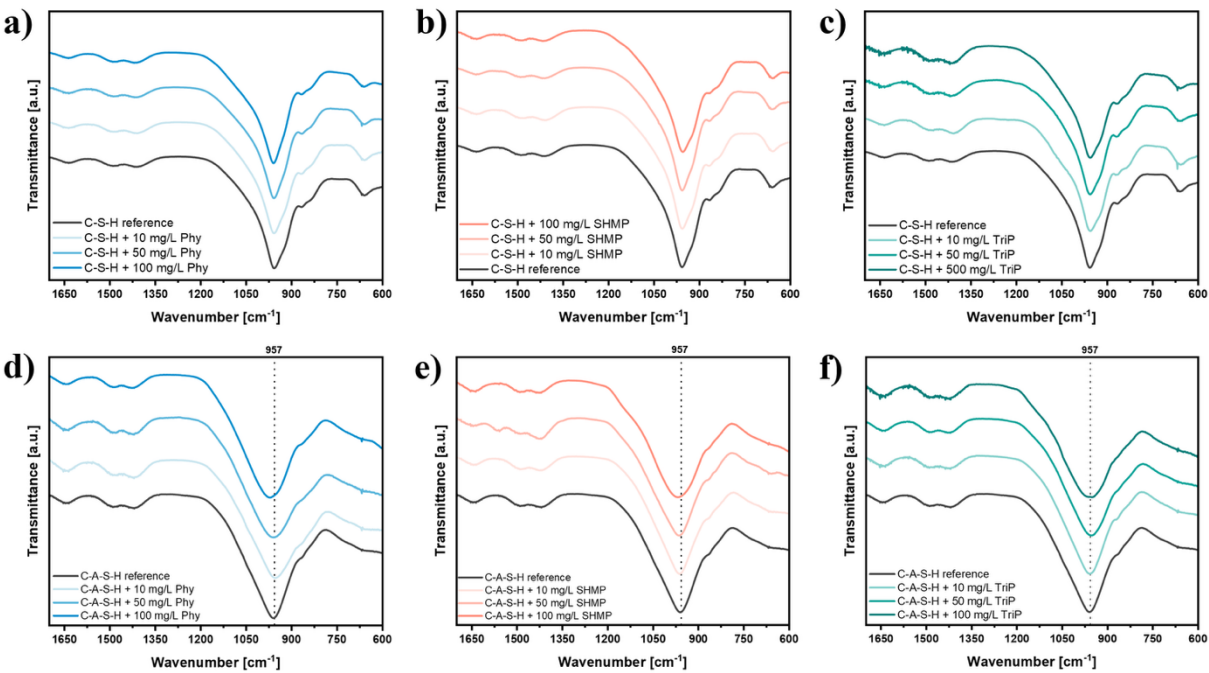 a)
Transmittance [a.u.]
C-S-H reference
C-S-H + 10 mg/L Phy
C-S-H + 50 mg/L Phy
C-S-H + 100 mg/L Phy
1650 1500 1350 1200 1050 900 750 600
Wavenumber [cm-1]
b)
Transmittance [a.u.]
C-S-H + 100 mg/L SHMP
C-S-H + 50 mg/L SHMP
C-S-H + 10 mg/L SHMP
C-S-H reference
1650 1500 1350 1200 1050 900 750 600
Wavenumber [cm-1]
c)
Transmittance [a.u.]
C-S-H reference
C-S-H + 10 mg/L TriP
C-S-H + 50 mg/L TriP
C-S-H + 500 mg/L TriP
1650 1500 1350 1200 1050 900 750 600
Wavenumber [cm-1]
d)
957
Transmittance [a.u.]
C-A-S-H reference
C-A-S-H + 10 mg/L Phy
C-A-S-H + 50 mg/L Phy
C-A-S-H + 100 mg/L Phy
1650 1500 1350 1200 1050 900 750 600
Wavenumber [cm-1]
e)
957
Transmittance [a.u.]
C-A-S-H reference
C-A-S-H + 10 mg/L SHMP
C-A-S-H + 50 mg/L SHMP
C-A-S-H + 100 mg/L SHMP
1650 1500 1350 1200 1050 900 750 600
Wavenumber [cm-1]
f)
957
Transmittance [a.u.]
C-A-S-H reference
C-A-S-H + 10 mg/L TriP
C-A-S-H + 50 mg/L TriP
C-A-S-H + 100 mg/L TriP
1650 1500 1350 1200 1050 900 750 600
Wavenumber [cm-1]